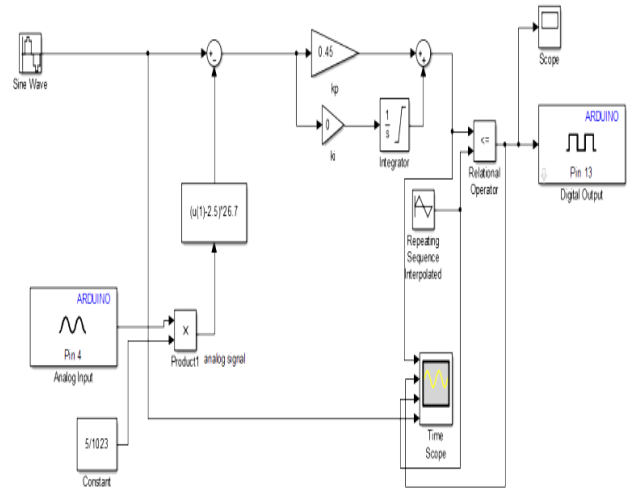 Sine Wave
+
−
0.45
kp
0
ki
1
s
Integrator
+
+
Scope
<=
Relational
Operator
ARDUINO
Pin 13
Digital Output
Repeating
Sequence
Interpolated
(u(1)-2.5)*26.7
ARDUINO
Pin 4
Analog Input
×
Product1
analog signal
5/1023
Constant
Time
Scope